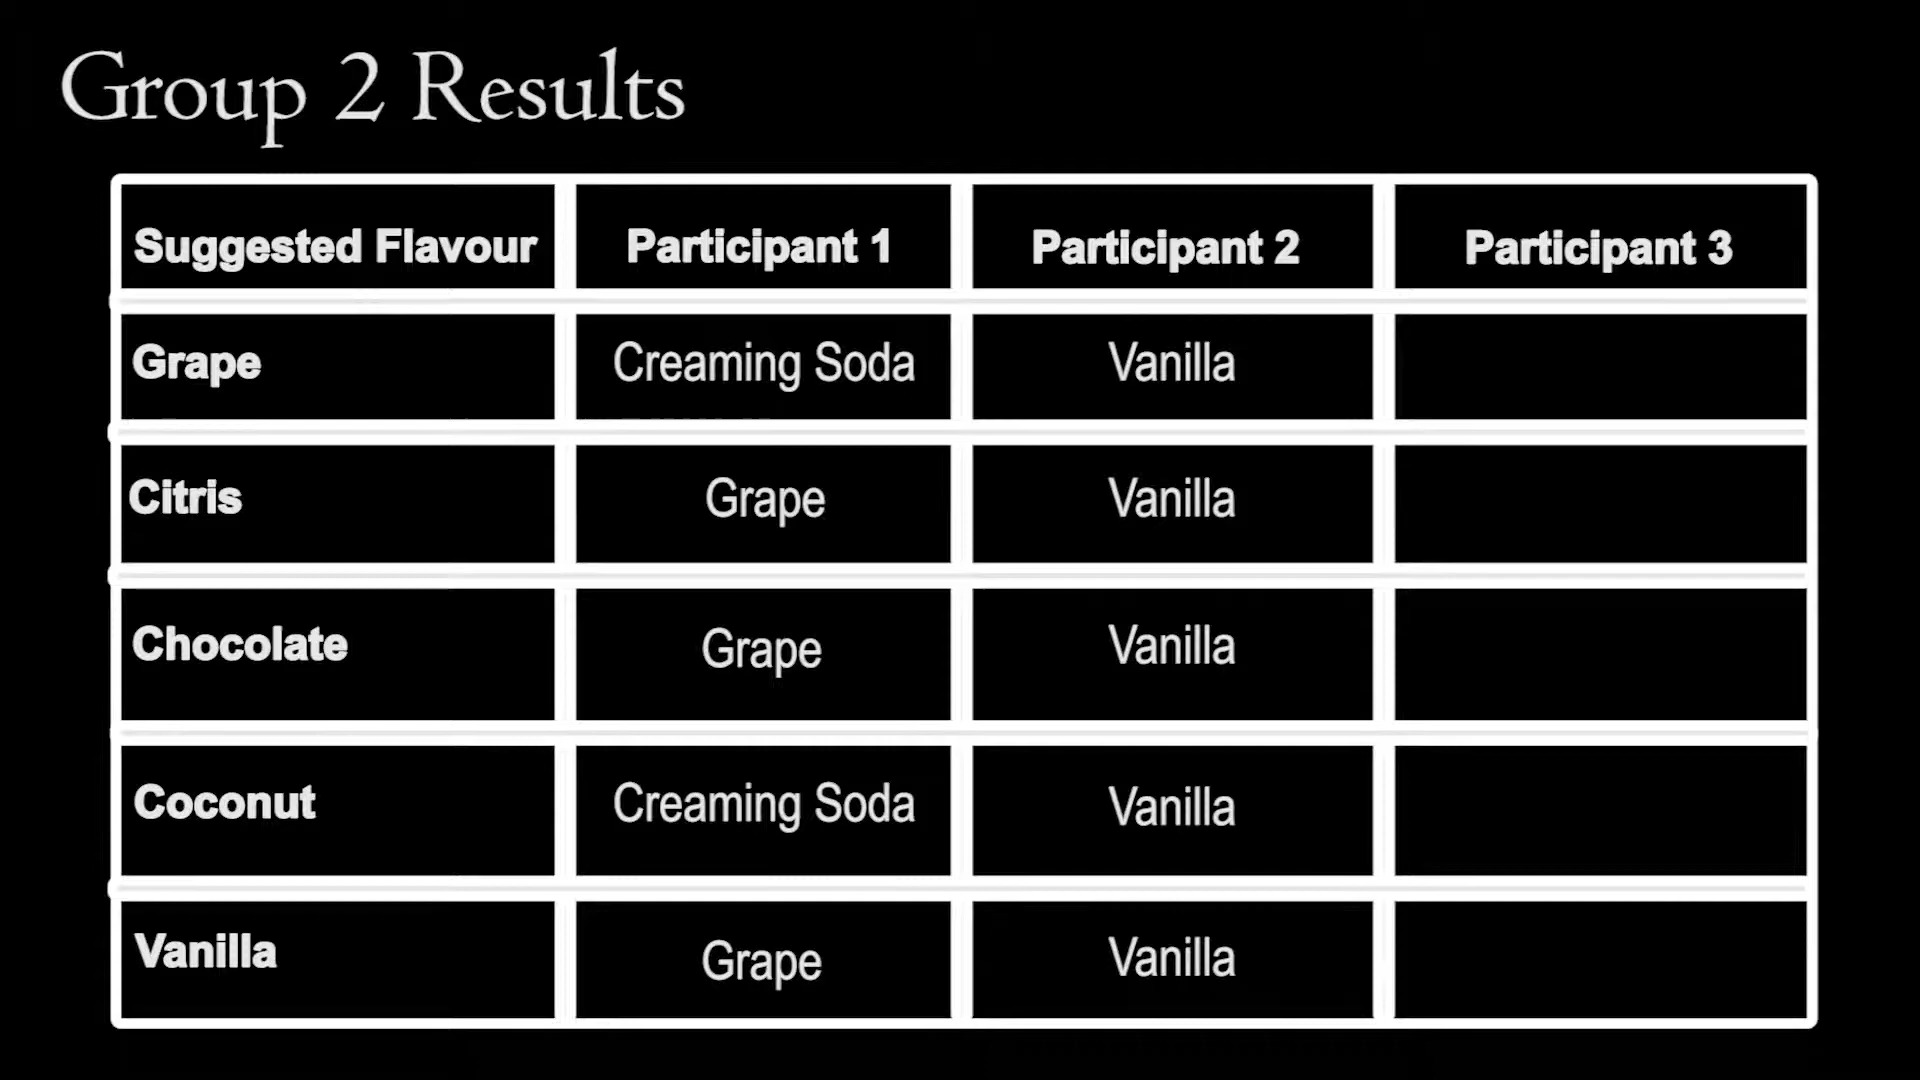 Group 2 Results
Suggested Flavour Participant 1 Participant 2 Participant 3
Grape Creaming Soda Vanilla
Citris Grape Vanilla
Chocolate Grape Vanilla
Coconut Creaming Soda Vanilla
Vanilla Grape Vanilla